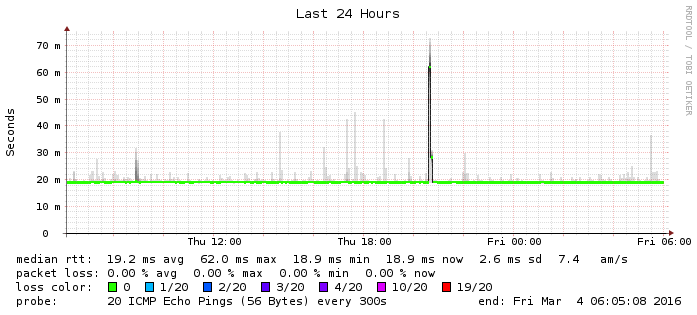 Last 24 Hours
RRDTOOL / TOBI OETIKER
Seconds
70 m
60 m
50 m
40 m
30 m
20 m
10 m
0
Thu 12:00 Thu 18:00 Fri 00:00 Fri 06:00
median rtt: 19.2 ms avg 62.0 ms max 18.9 ms min 18.9 ms now 2.6 ms sd 7.4 am/s
packet loss: 0.00 % avg 0.00 % max 0.00 % min 0.00 % now
loss color: 0 1/20 2/20 3/20 4/20 10/20 19/20
probe: 20 ICMP Echo Pings (56 Bytes) every 300s end: Fri Mar 4 06:05:08 2016